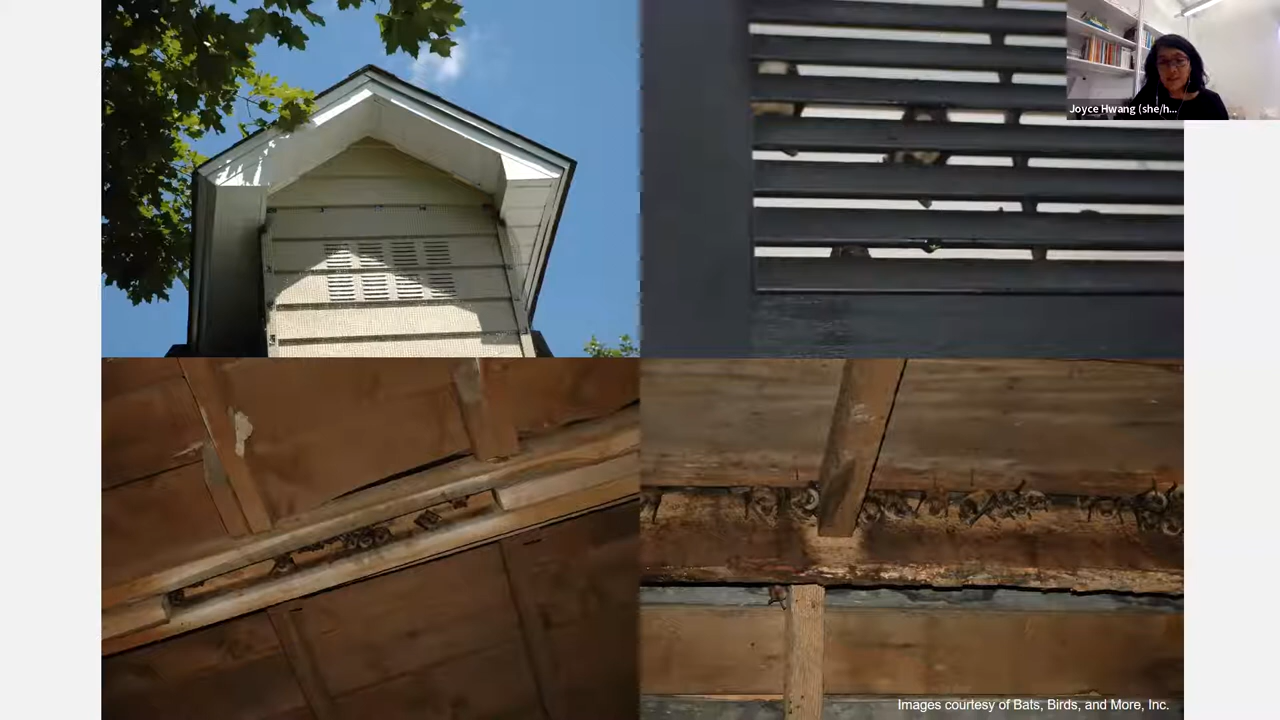 Joyce Hwang (she/h...
Images courtesy of Bats, Birds, and More, Inc.